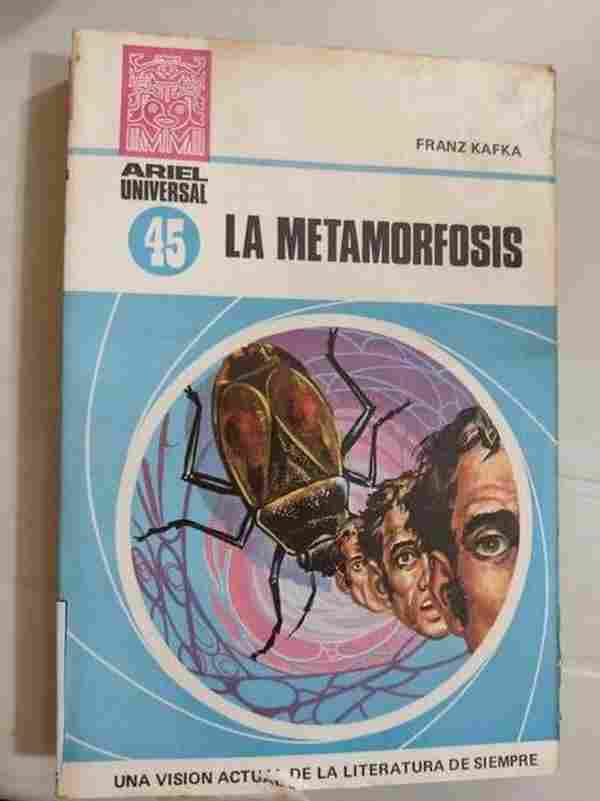 FRANZ KAFKA
ARIEL
UNIVERSAL
45
LA METAMORFOSIS
UNA VISION ACTUAL DE LA LITERATURA DE SIEMPRE